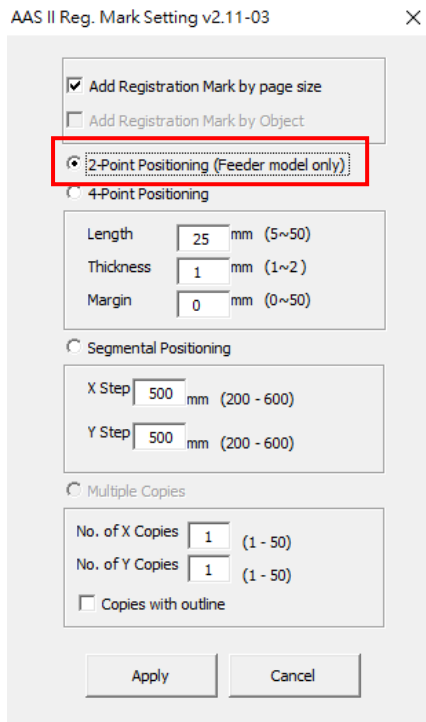 AAS II Reg. Mark Setting v2.11-03
Add Registration Mark by page size
Add Registration Mark by Object
2-Point Positioning (Feeder model only)
4-Point Positioning
Length 25 mm (5~50)
Thickness 1 mm (1~2 )
Margin 0 mm (0~50)
Segmental Positioning
X Step 500 mm (200 - 600)
Y Step 500 mm (200 - 600)
Multiple Copies
No. of X Copies 1 (1 - 50)
No. of Y Copies 1 (1 - 50)
Copies with outline
Apply Cancel